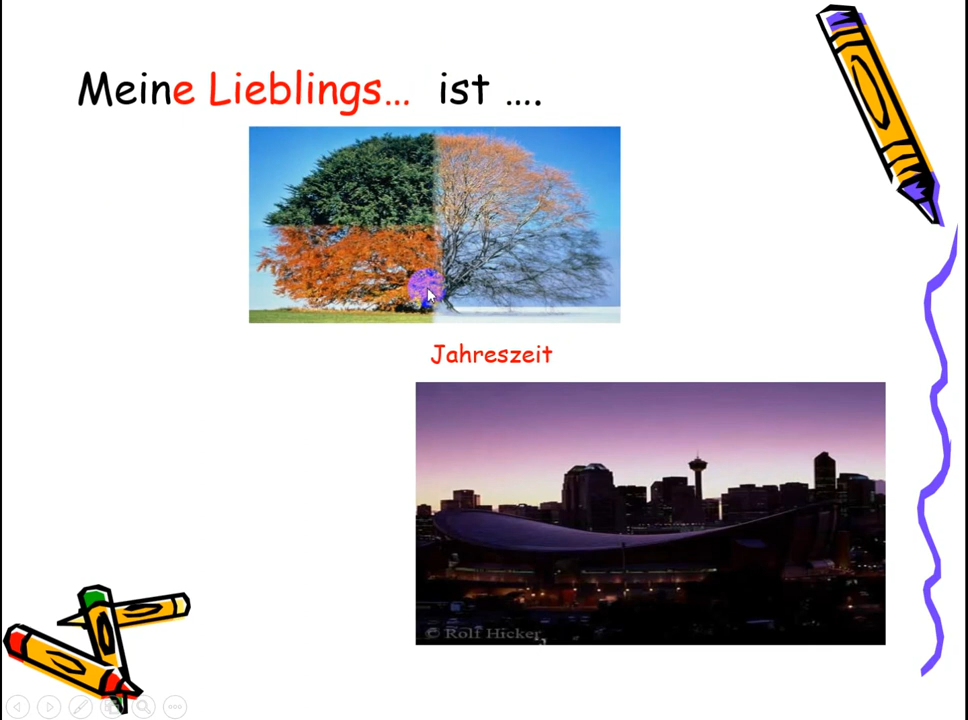 Meine Lieblings… ist ….
Jahreszeit
© Rolf Hicker